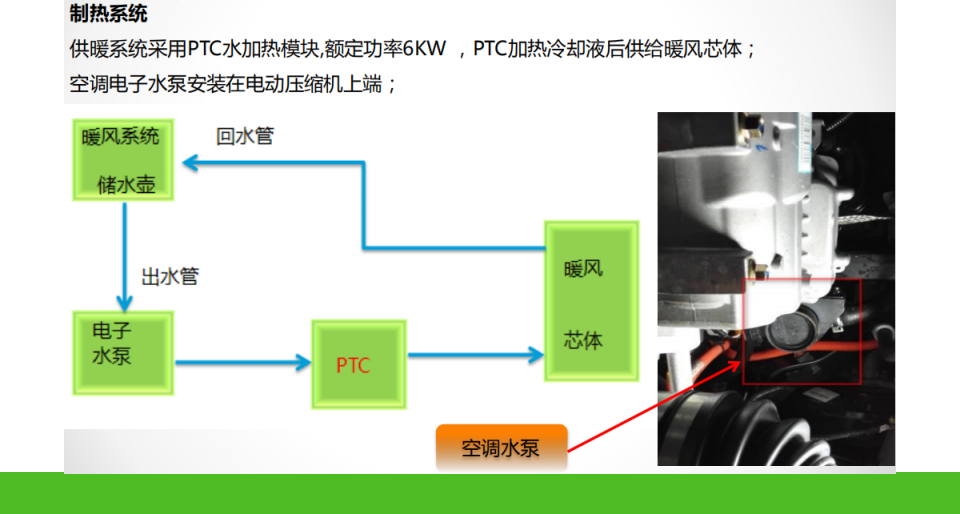 制热系统
供暖系统采用PTC水加热模块,额定功率6KW ，PTC加热冷却液后供给暖风芯体；
空调电子水泵安装在电动压缩机上端；
暖风系统
储水壶
回水管
出水管
暖风
芯体
电子
水泵
PTC
空调水泵